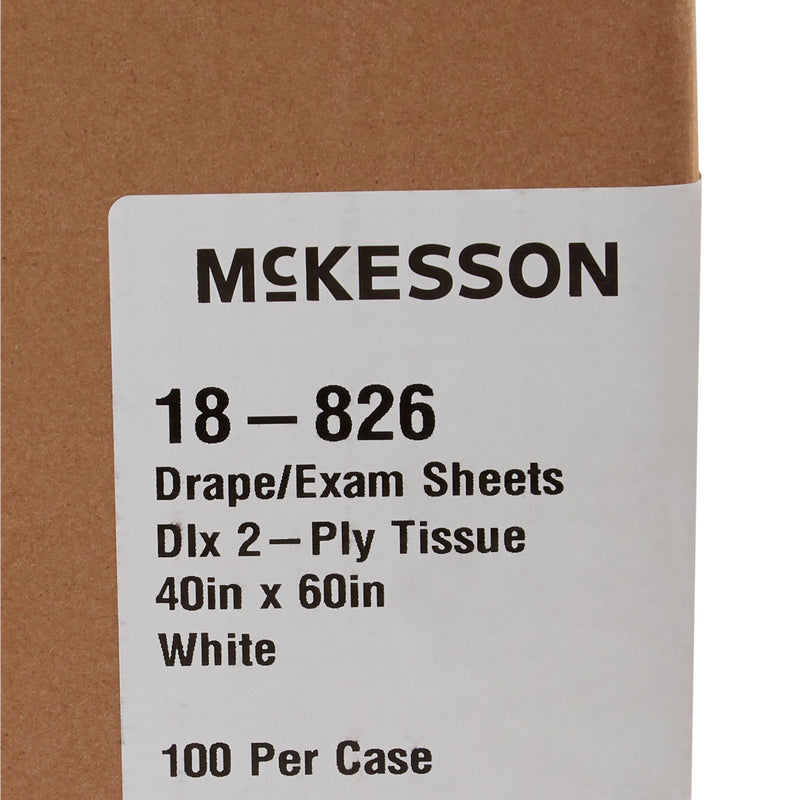 McKESSON
18-826
Drape/Exam Sheets
Dlx 2-Ply Tissue
40in x 60in
White
100 Per Case